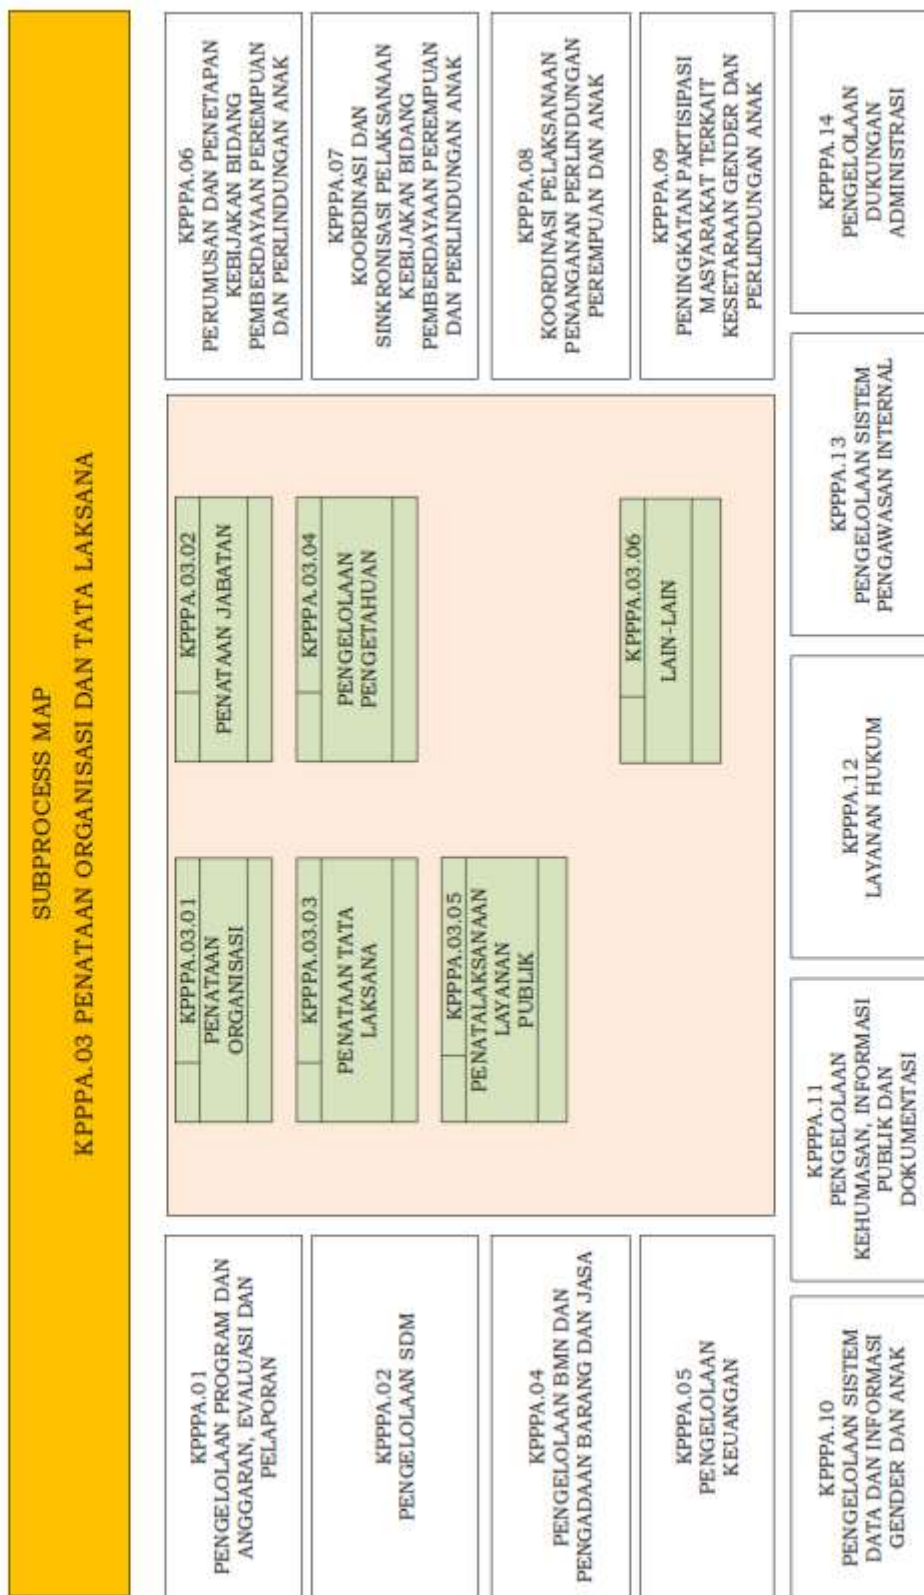 SUBPROCESS MAP
KPPPA.03 PENATAAN ORGANISASI DAN TATA LAKSANA
KPPPA.01
PENGELOLAAN PROGRAM DAN
ANGGARAN, EVALUASI DAN
PELAPORAN
KPPPA.02
PENGELOLAAN SDM
KPPPA.04
PENGELOLAAN BMN DAN
PENGADAAN BARANG DAN JASA
KPPPA.05
PENGELOLAAN
KEUANGAN
KPPPA.03.01
PENATAAN
ORGANISASI
KPPPA.03.02
PENATAAN JABATAN
KPPPA.03.03
PENATAAN TATA
LAKSANA
KPPPA.03.04
PENGELOLAAN
PENGETAHUAN
KPPPA.03.05
PENATALAKSANAAN
LAYANAN
PUBLIK
KPPPA.03.06
LAIN-LAIN
KPPPA.06
PERUMUSAN DAN PENETAPAN
KEBIJAKAN BIDANG
PEMBERDAYAAN PEREMPUAN
DAN PERLINDUNGAN ANAK
KPPPA.07
KOORDINASI DAN
SINKRONISASI PELAKSANAAN
KEBIJAKAN BIDANG
PEMBERDAYAAN PEREMPUAN
DAN PERLINDUNGAN ANAK
KPPPA.08
KOORDINASI PELAKSANAAN
PENANGANAN PERLINDUNGAN
PEREMPUAN DAN ANAK
KPPPA.09
PENINGKATAN PARTISIPASI
MASYARAKAT TERKAIT
KESETARAAN GENDER DAN
PERLINDUNGAN ANAK
KPPPA.10
PENGELOLAAN SISTEM
DATA DAN INFORMASI
GENDER DAN ANAK
KPPPA.11
PENGELOLAAN
KEHUMASAN, INFORMASI
PUBLIK DAN
DOKUMENTASI
KPPPA.12
LAYANAN HUKUM
KPPPA.13
PENGELOLAAN SISTEM
PENGAWASAN INTERNAL
KPPPA.14
PENGELOLAAN
DUKUNGAN
ADMINISTRASI